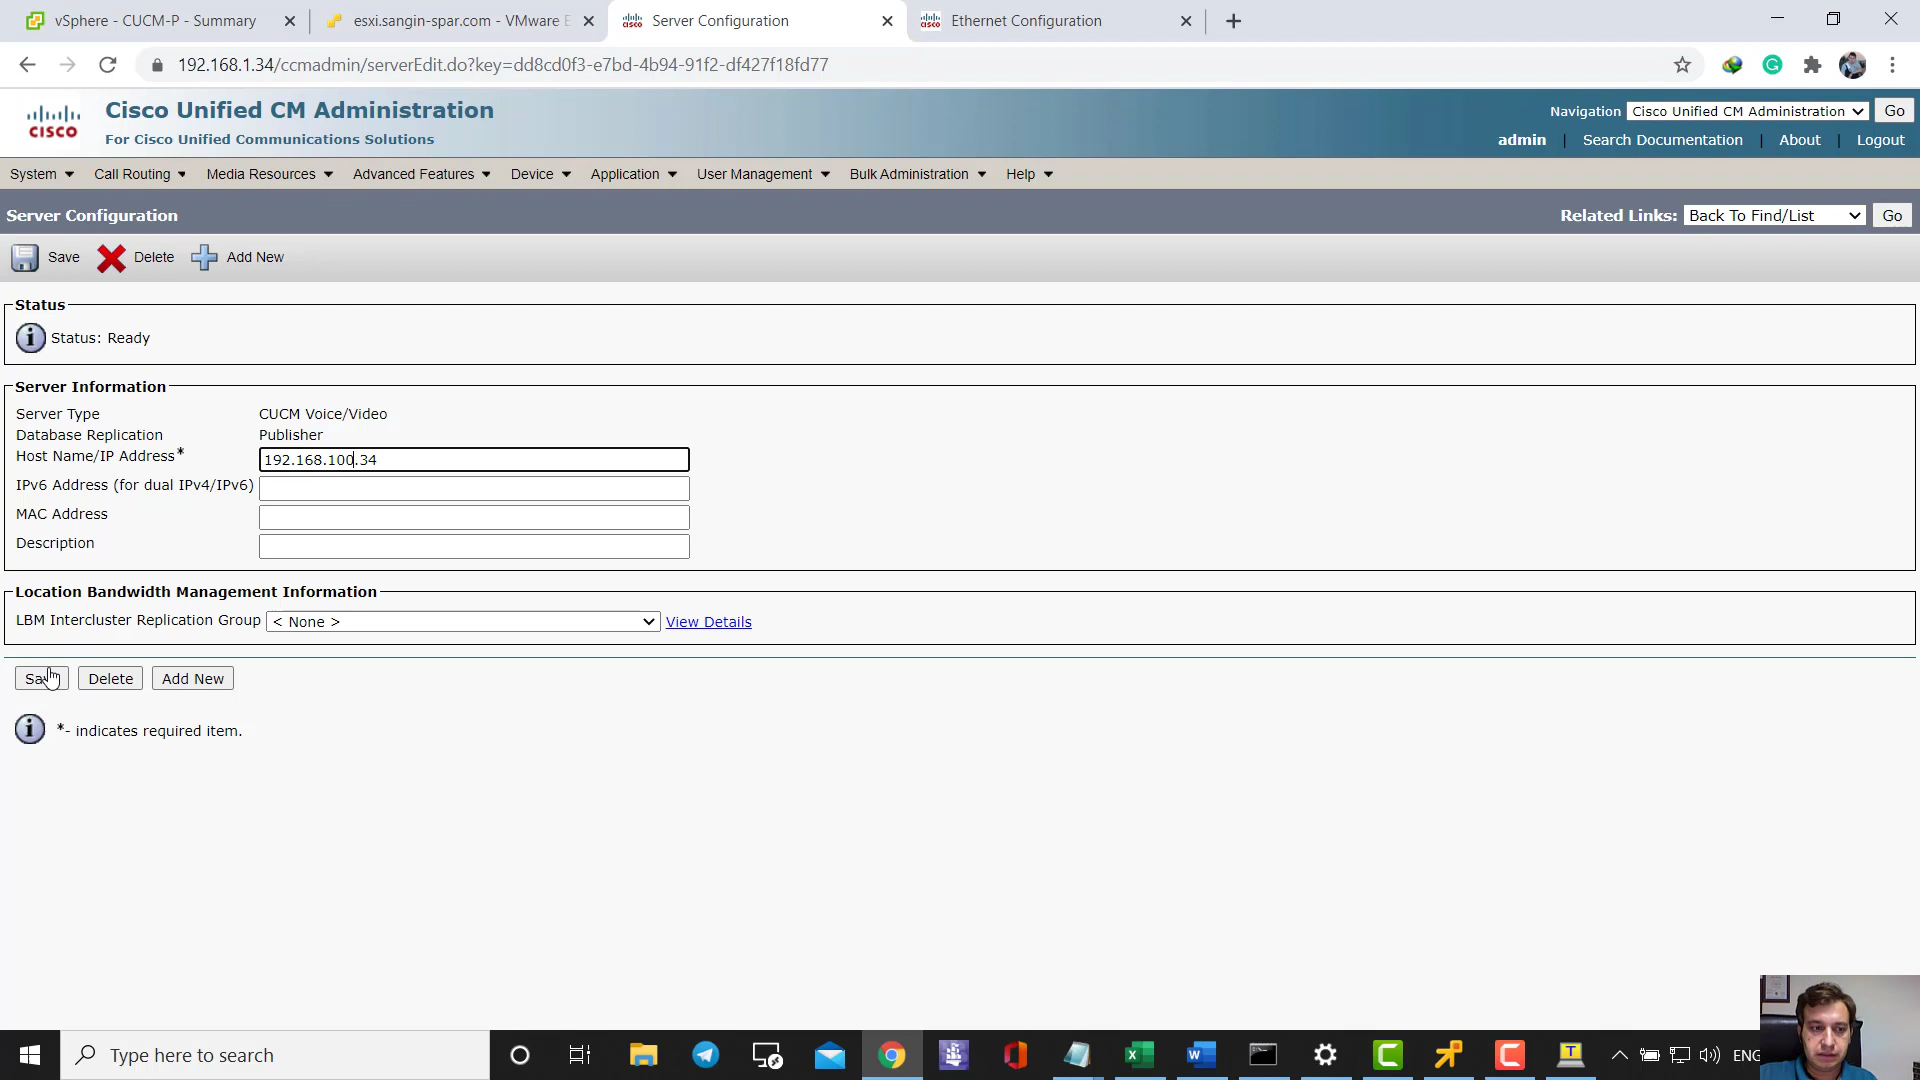 vSphere - CUCM-P - Summary
esxi.sangin-spar.com - VMware E
Server Configuration
Ethernet Configuration
192.168.1.34/ccmadmin/serverEdit.do?key=dd8cd0f3-e7bd-4b94-91f2-df427f18fd77
CISCO
Cisco Unified CM Administration
For Cisco Unified Communications Solutions
Navigation Cisco Unified CM Administration Go
admin | Search Documentation | About | Logout
System Call Routing Media Resources Advanced Features Device Application User Management Bulk Administration Help
Server Configuration
Related Links: Back To Find/List Go
Save Delete Add New
Status
Status: Ready
Server Information
Server Type CUCM Voice/Video
Database Replication Publisher
Host Name/IP Address* 192.168.100.34
IPv6 Address (for dual IPv4/IPv6)
MAC Address
Description
Location Bandwidth Management Information
LBM Intercluster Replication Group < None > View Details
Save Delete Add New
*- indicates required item.
Type here to search
ENG